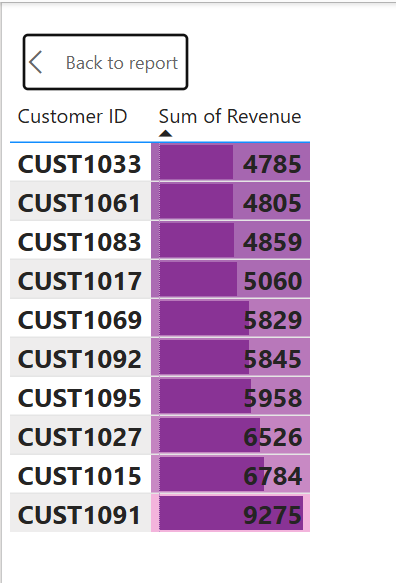 Back to report
Customer ID Sum of Revenue
CUST1033 4785
CUST1061 4805
CUST1083 4859
CUST1017 5060
CUST1069 5829
CUST1092 5845
CUST1095 5958
CUST1027 6526
CUST1015 6784
CUST1091 9275